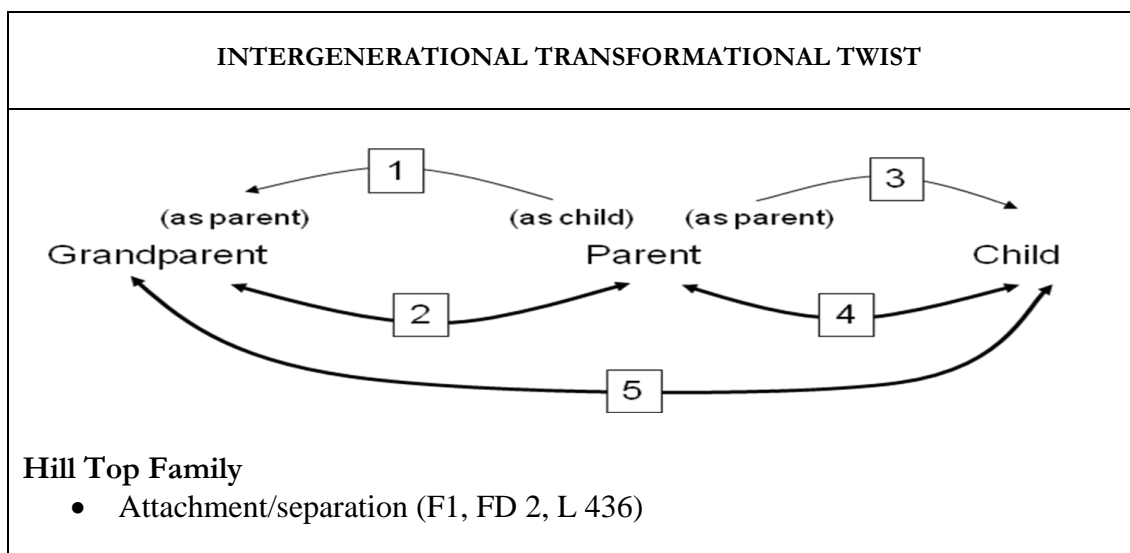 INTERGENERATIONAL TRANSFORMATIONAL TWIST
1
3
(as parent) (as child) (as parent)
Grandparent Parent Child
2 4
5
Hill Top Family
• Attachment/separation (F1, FD 2, L 436)